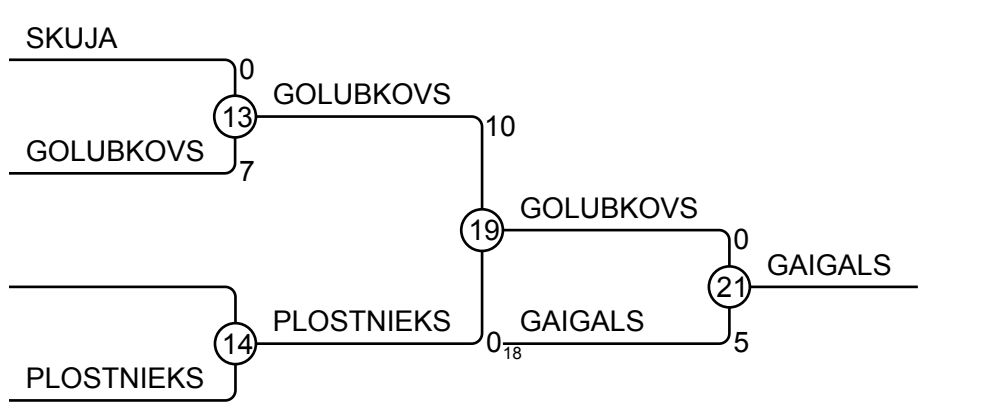 SKUJA
0
13
GOLUBKOVS
10
GOLUBKOVS
7
19
GOLUBKOVS
0
21
GAIGALS
14
PLOSTNIEKS
0
18
GAIGALS
5
PLOSTNIEKS